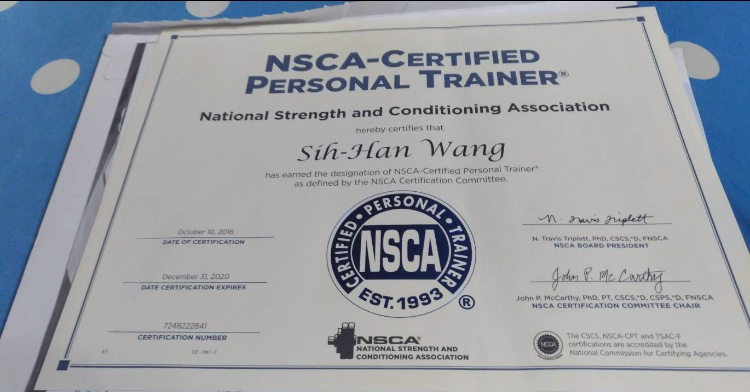 NSCA-CERTIFIED
PERSONAL TRAINER®
National Strength and Conditioning Association
hereby certifies that
Sih-Han Wang
has earned the designation of NSCA-Certified Personal Trainer®
as defined by the NSCA Certification Committee.
October 10, 2018
DATE OF CERTIFICATION
December 31, 2020
DATE CERTIFICATION EXPIRES
7248222841
CERTIFICATION NUMBER
CERTIFIED • PERSONAL • TRAINER
NSCA
EST. 1993 ®
N. Travis Triplett
N. Travis Triplett, PhD, CSCS,*D, FNSCA
NSCA BOARD PRESIDENT
John P. McCarthy
John P. McCarthy, PhD, PT, CSCS,*D, CSPS,*D, FNSCA
NSCA CERTIFICATION COMMITTEE CHAIR
NSCA®
NATIONAL STRENGTH AND
CONDITIONING ASSOCIATION
NCCA
The CSCS, NSCA-CPT and TSAC-F
certifications are accredited by the
National Commission for Certifying Agencies.